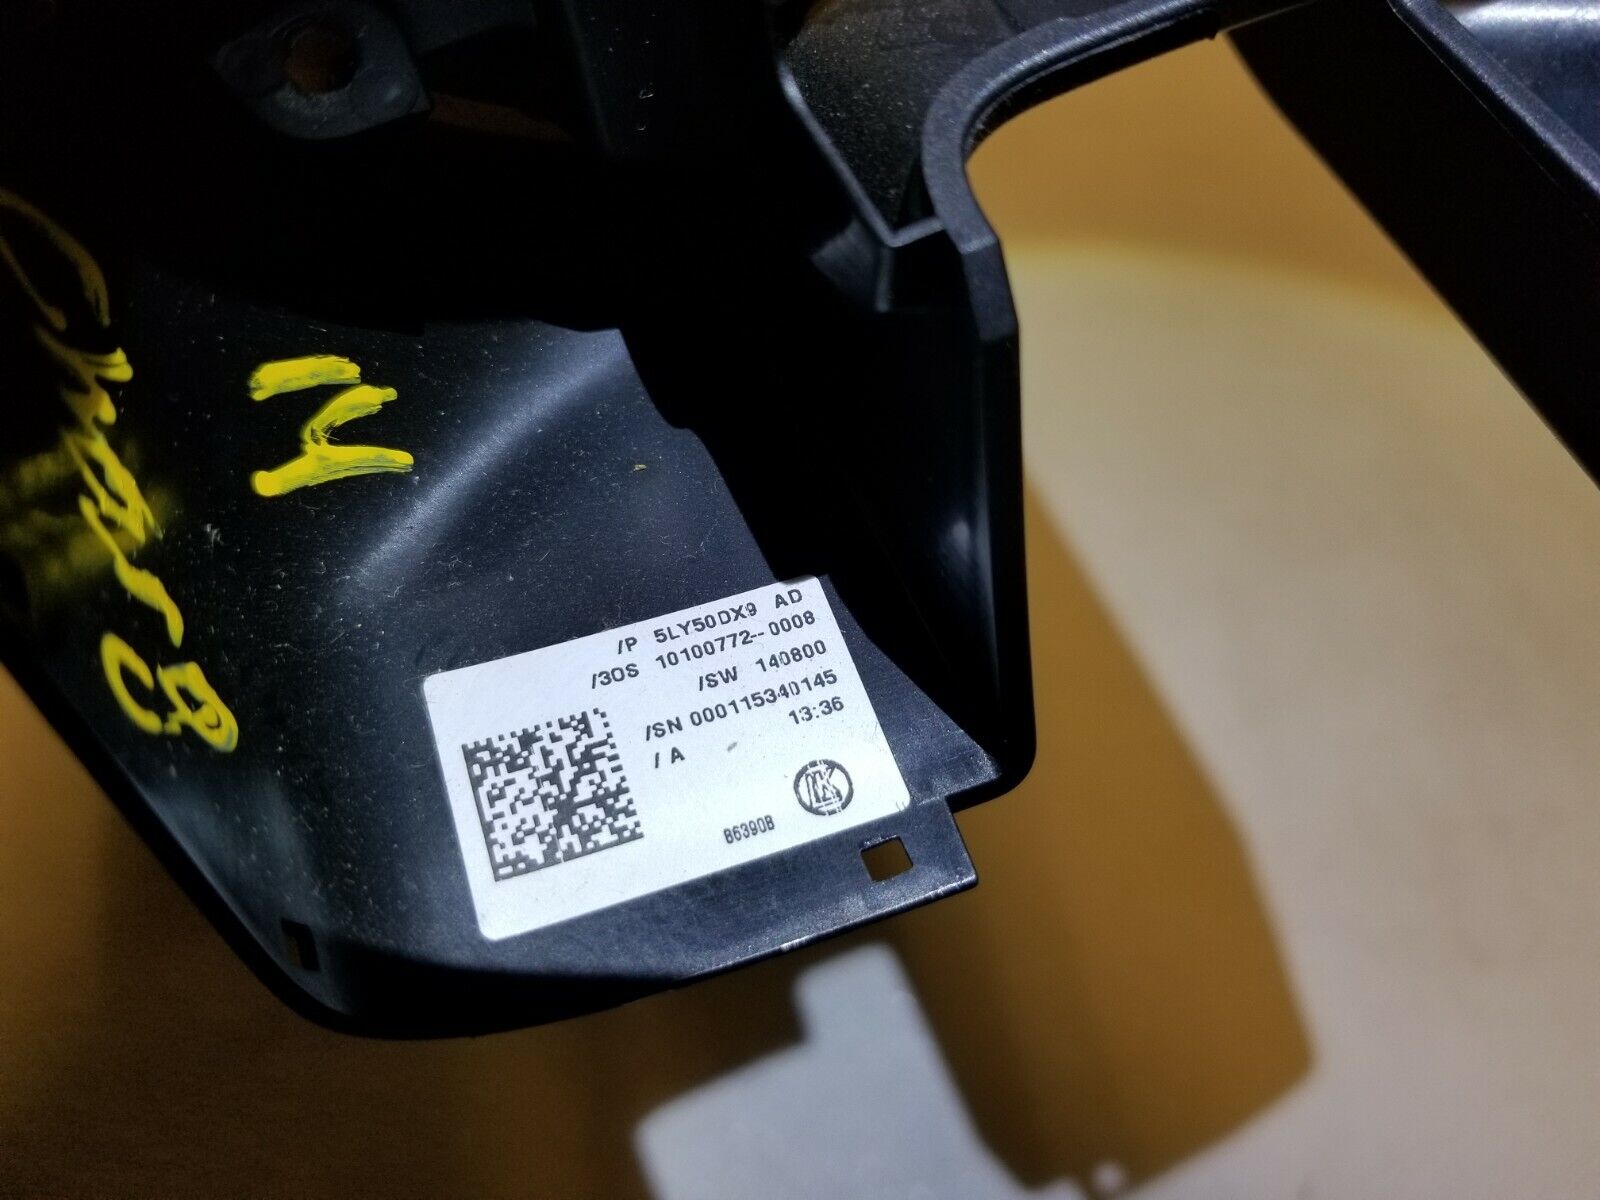 /P 5LY50DX9 AD
/3OS 10100772--0008
/SW 140800
/SN 000115340145
/A 13:36
B6390B